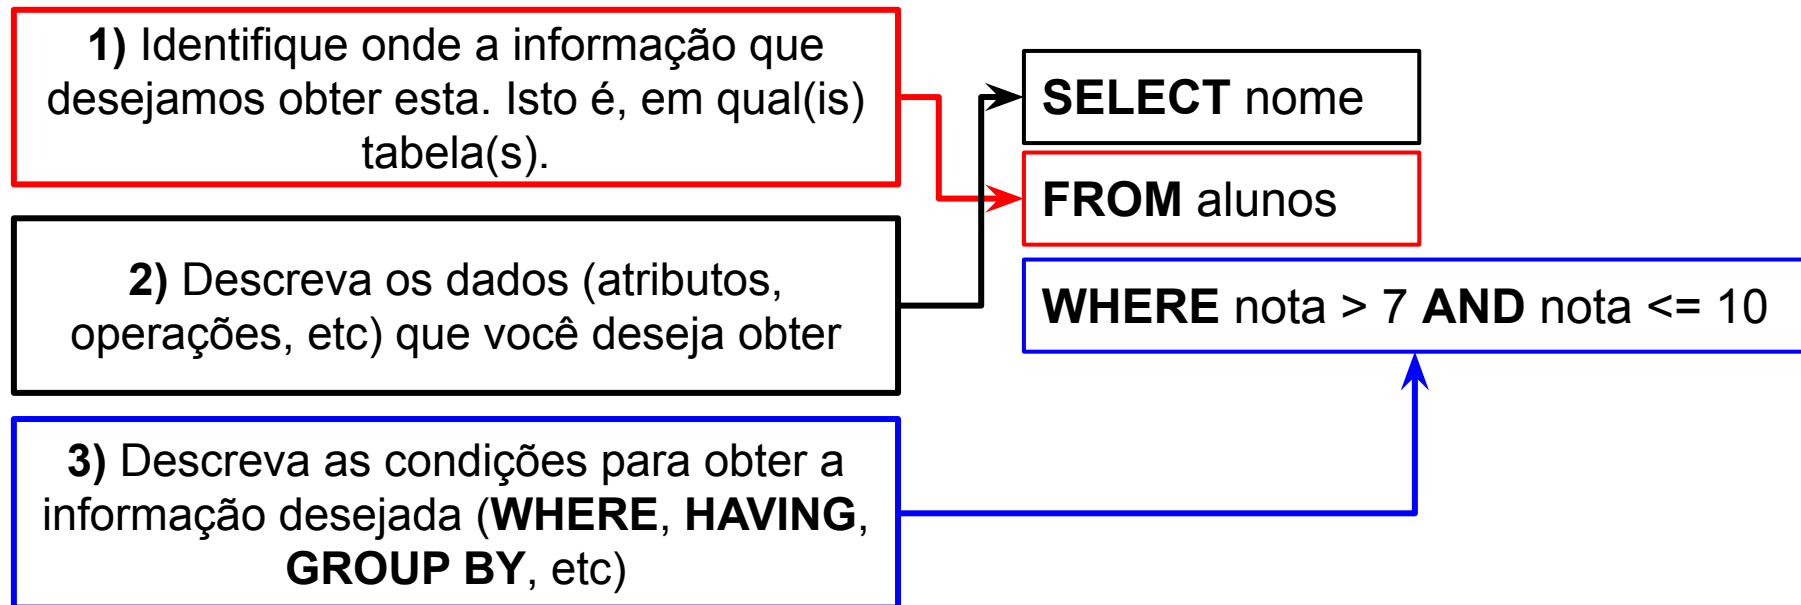 1) Identifique onde a informação que
desejamos obter esta. Isto é, em qual(is)
tabela(s).
2) Descreva os dados (atributos,
operações, etc) que você deseja obter
3) Descreva as condições para obter a
informação desejada (WHERE, HAVING,
GROUP BY, etc)
SELECT nome
FROM alunos
WHERE nota > 7 AND nota <= 10